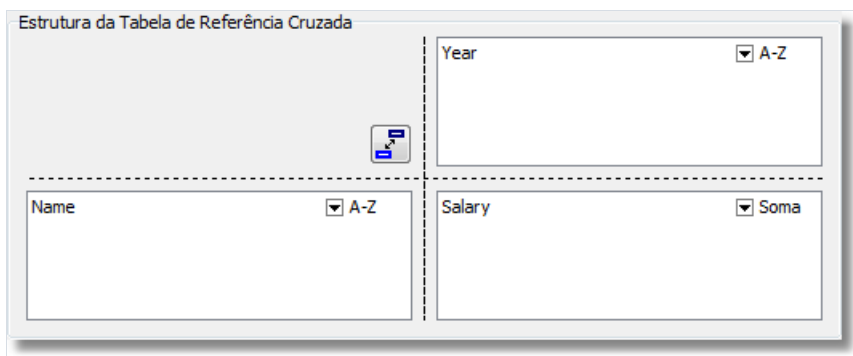 Estrutura da Tabela de Referência Cruzada
Year A-Z
Name A-Z
Salary Soma